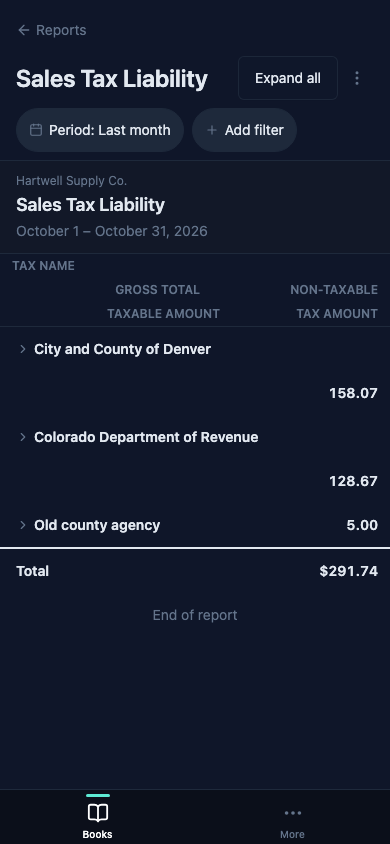 Reports
Sales Tax Liability
Expand all
Period: Last month
Add filter
Hartwell Supply Co.
Sales Tax Liability
October 1 – October 31, 2026
TAX NAME
GROSS TOTAL NON-TAXABLE
TAXABLE AMOUNT TAX AMOUNT
City and County of Denver
158.07
Colorado Department of Revenue
128.67
Old county agency 5.00
Total $291.74
End of report
Books More